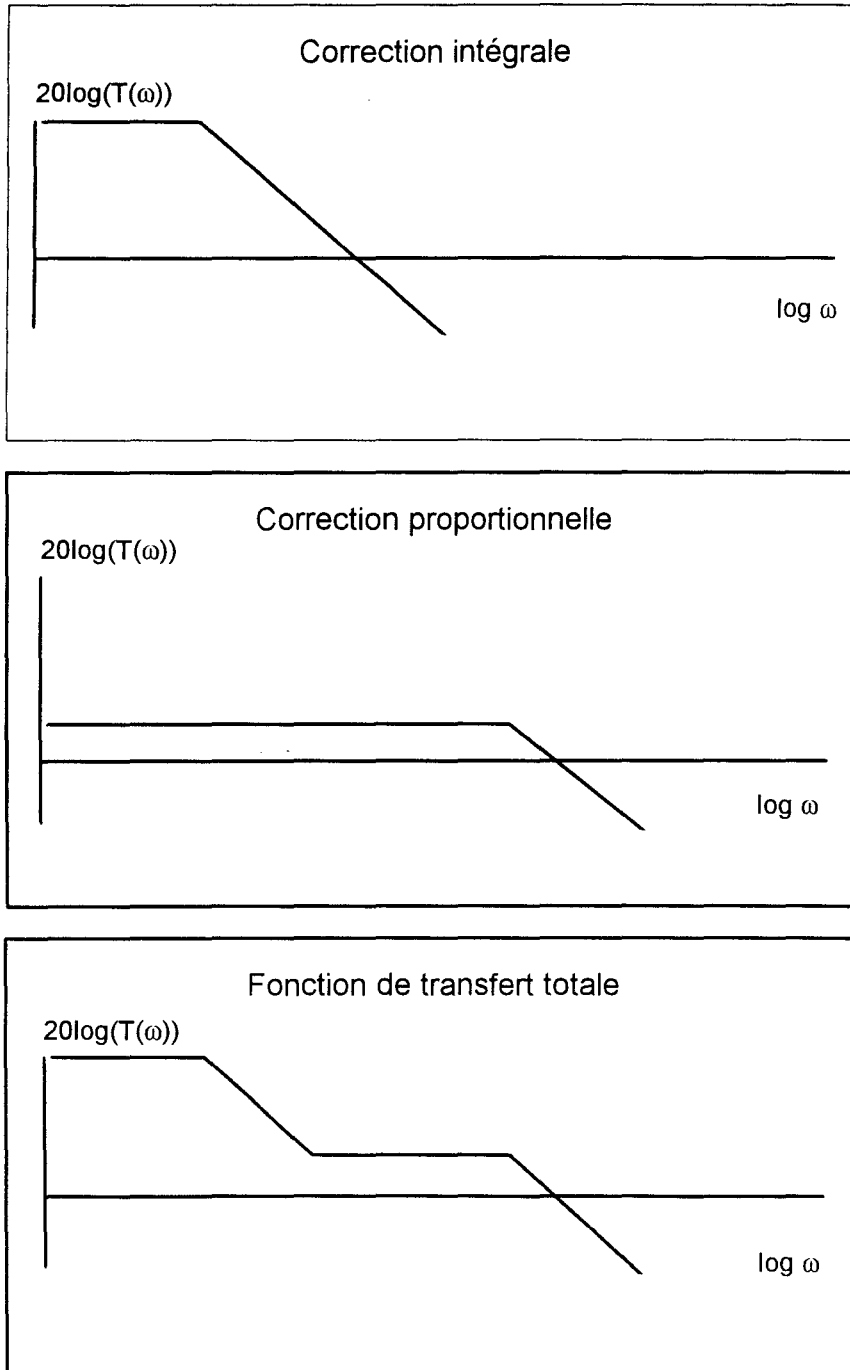 Correction intégrale
20log(T(ω))
log ω
Correction proportionnelle
20log(T(ω))
log ω
Fonction de transfert totale
20log(T(ω))
log ω